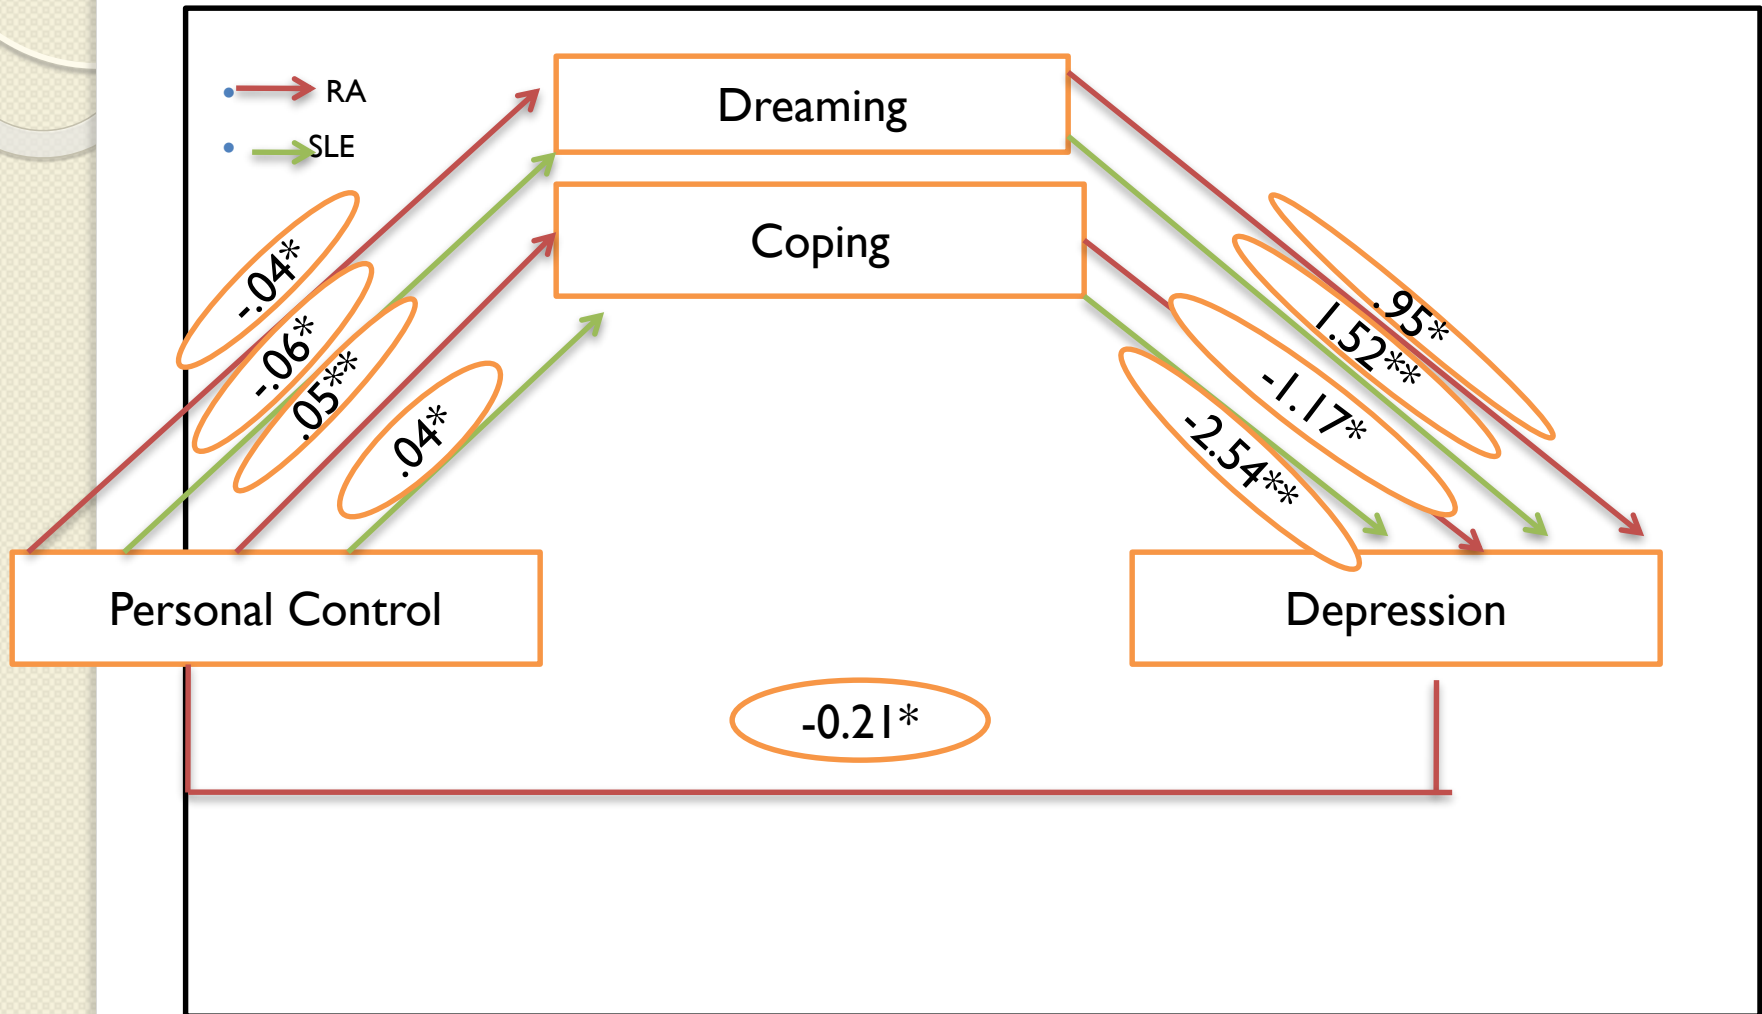 RA
SLE
Dreaming
Coping
-.04*
-.06*
.05**
.04*
.95*
1.52**
-1.17*
-2.54**
Personal Control
Depression
-0.21*